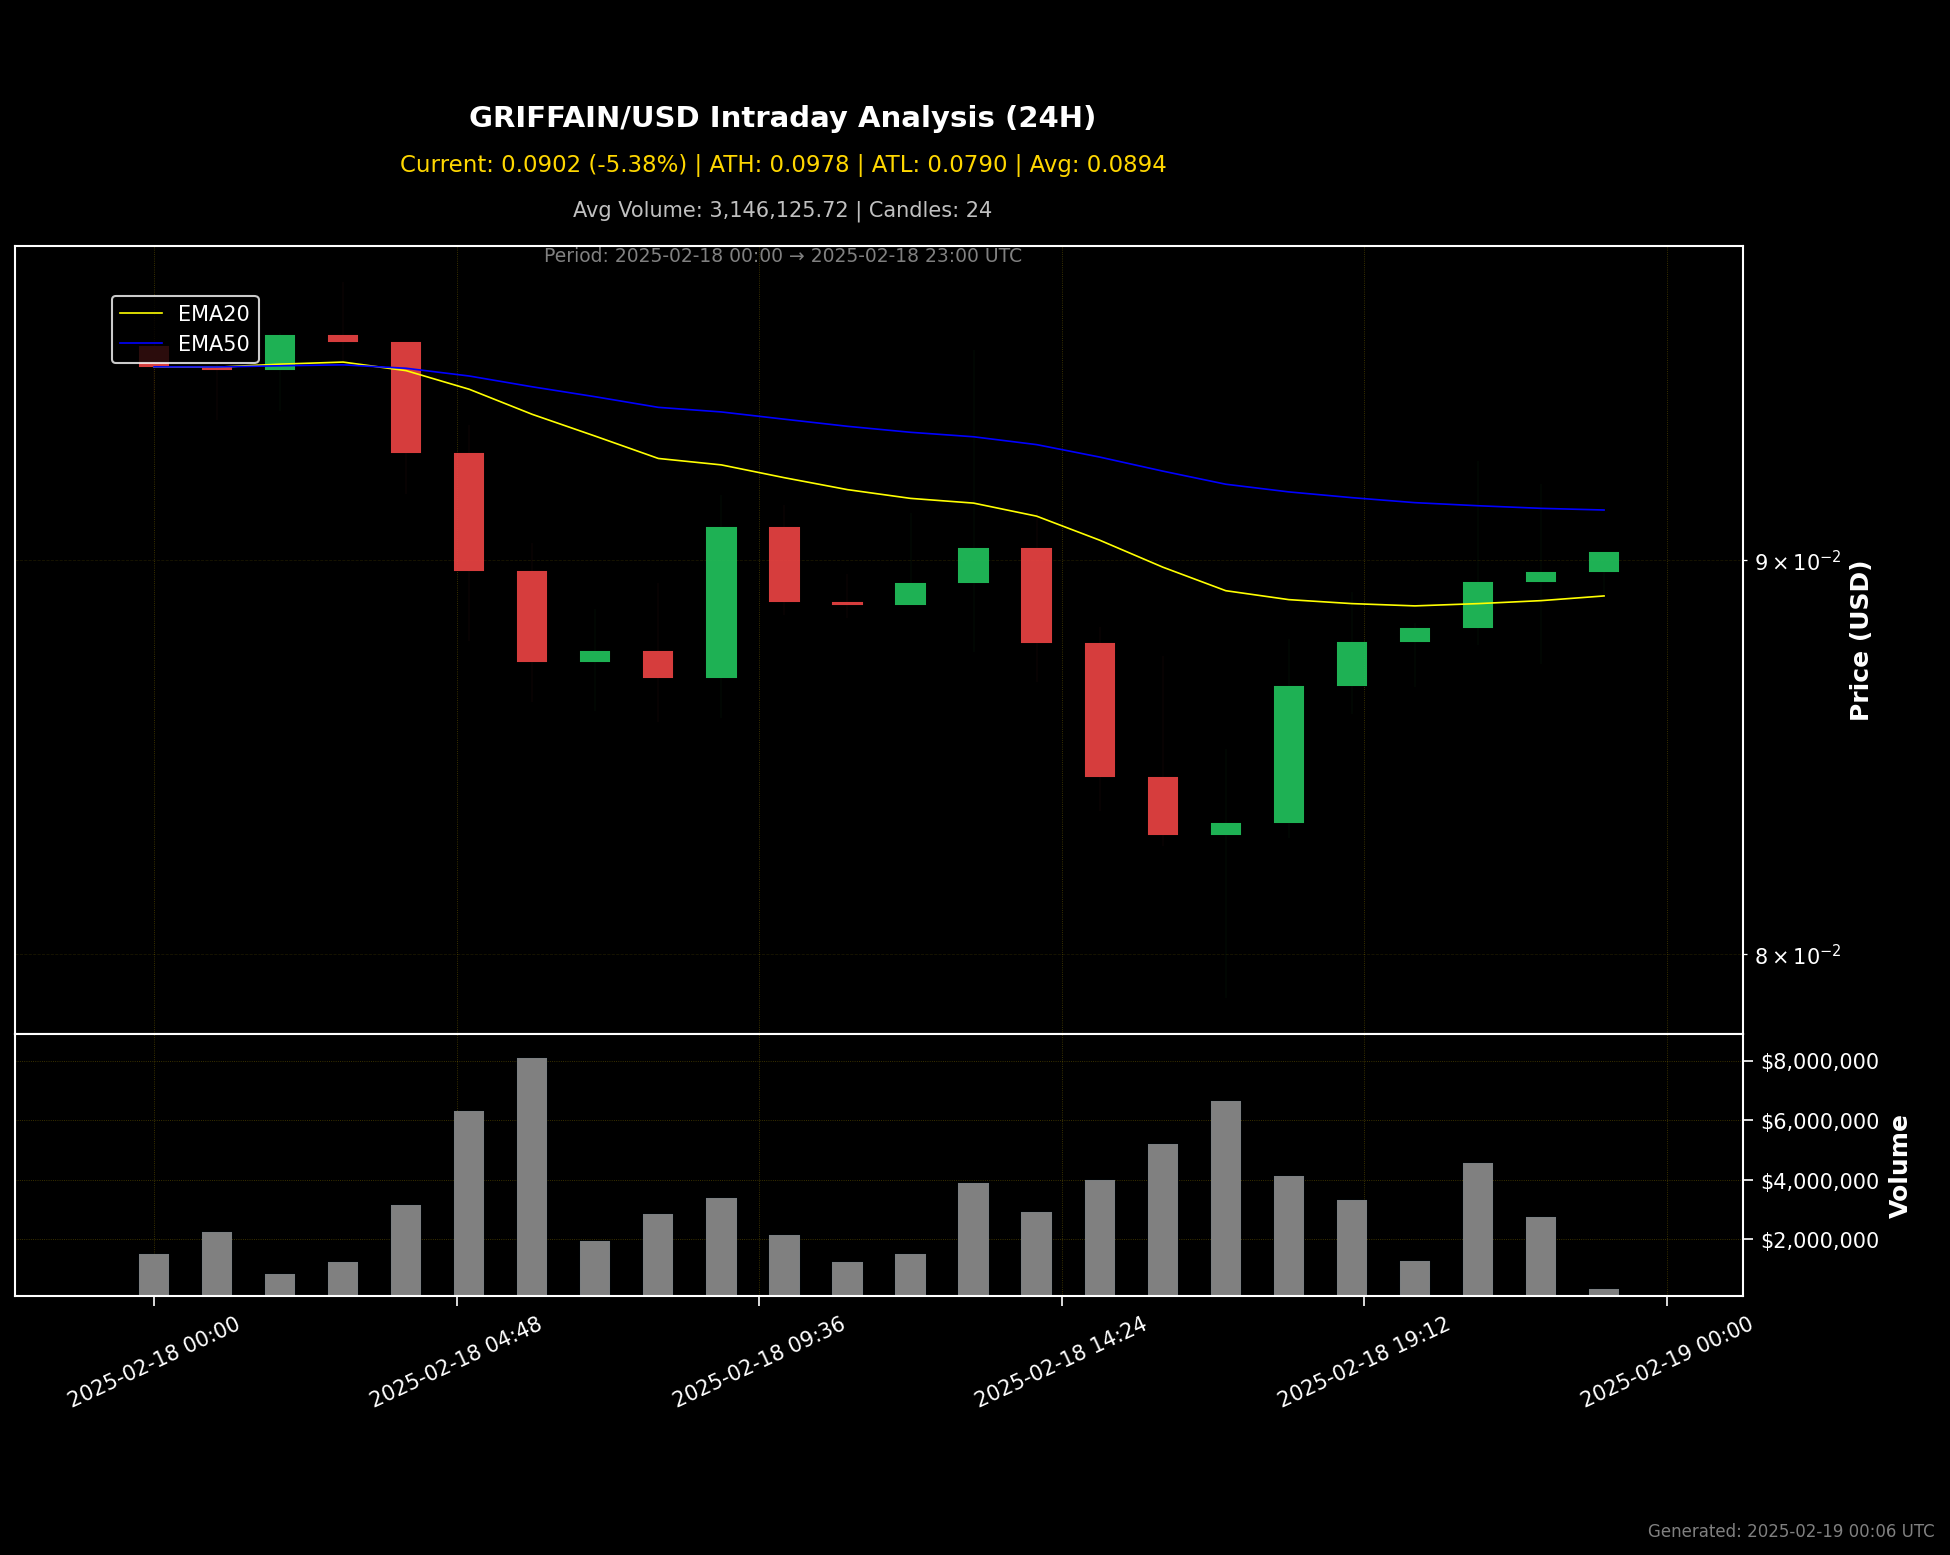 GRIFFAIN/USD Intraday Analysis (24H)
Current: 0.0902 (-5.38%) | ATH: 0.0978 | ATL: 0.0790 | Avg: 0.0894
Avg Volume: 3,146,125.72 | Candles: 24
Period: 2025-02-18 00:00 → 2025-02-18 23:00 UTC
EMA20
EMA50
9 × 10⁻²
8 × 10⁻²
Price (USD)
$8,000,000
$6,000,000
$4,000,000
$2,000,000
Volume
2025-02-18 00:00
2025-02-18 04:48
2025-02-18 09:36
2025-02-18 14:24
2025-02-18 19:12
2025-02-19 00:00
Generated: 2025-02-19 00:06 UTC